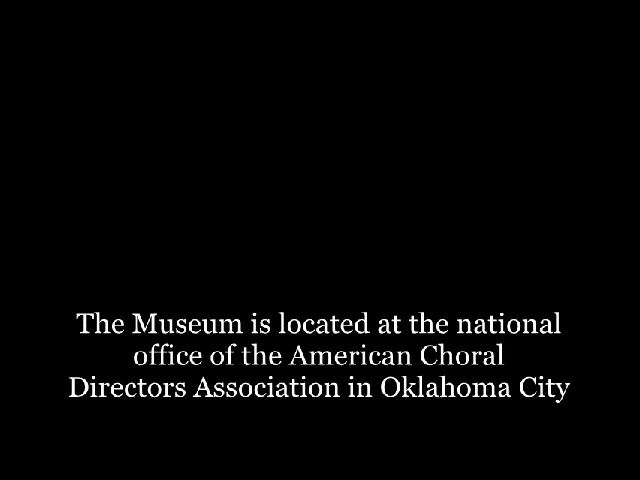 The Museum is located at the national
office of the American Choral
Directors Association in Oklahoma City